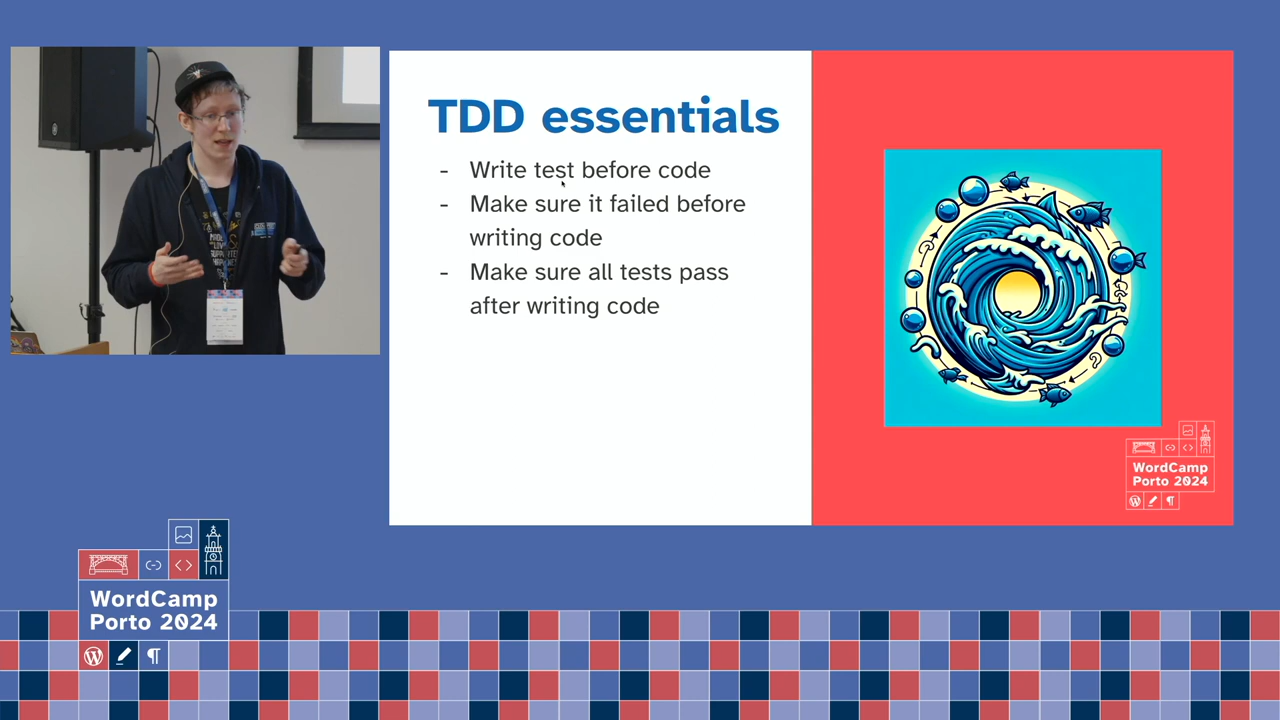 TDD essentials
- Write test before code
- Make sure it failed before
writing code
- Make sure all tests pass
after writing code
WordCamp
Porto 2024
WordCamp
Porto 2024